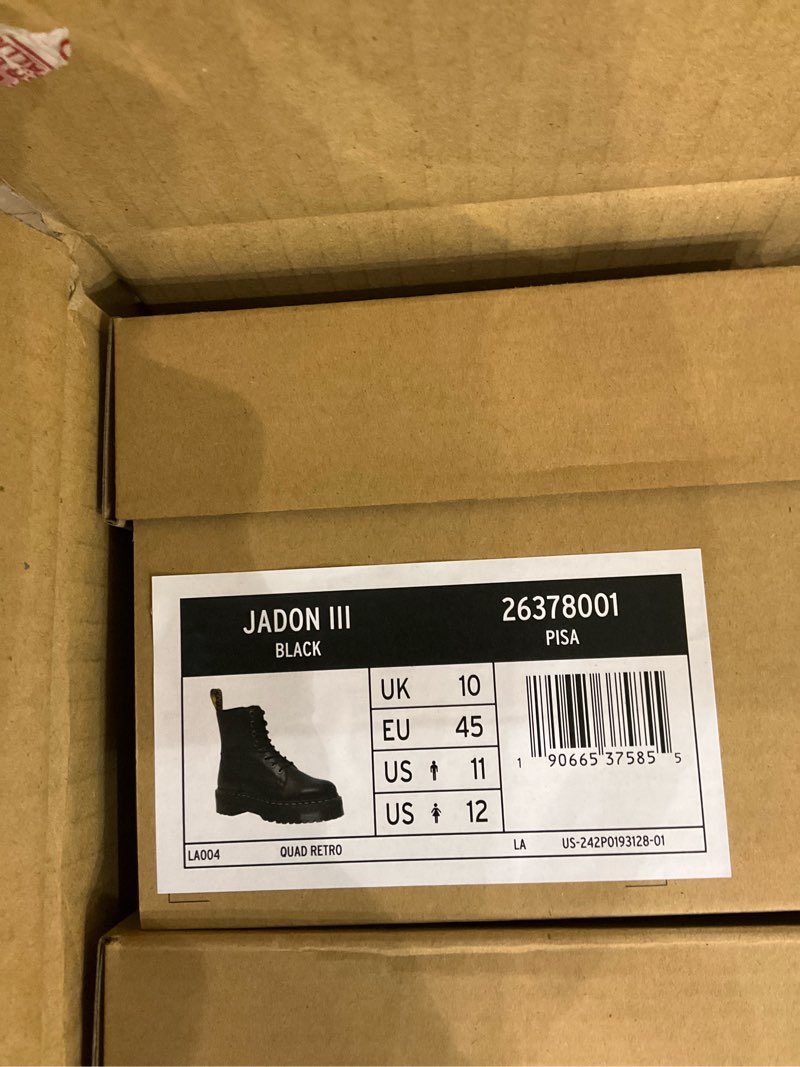 JADON III
BLACK
26378001
PISA
UK 10
EU 45
US 11
US 12
1 90665 37585 5
LA004 QUAD RETRO LA US-242P0193128-01